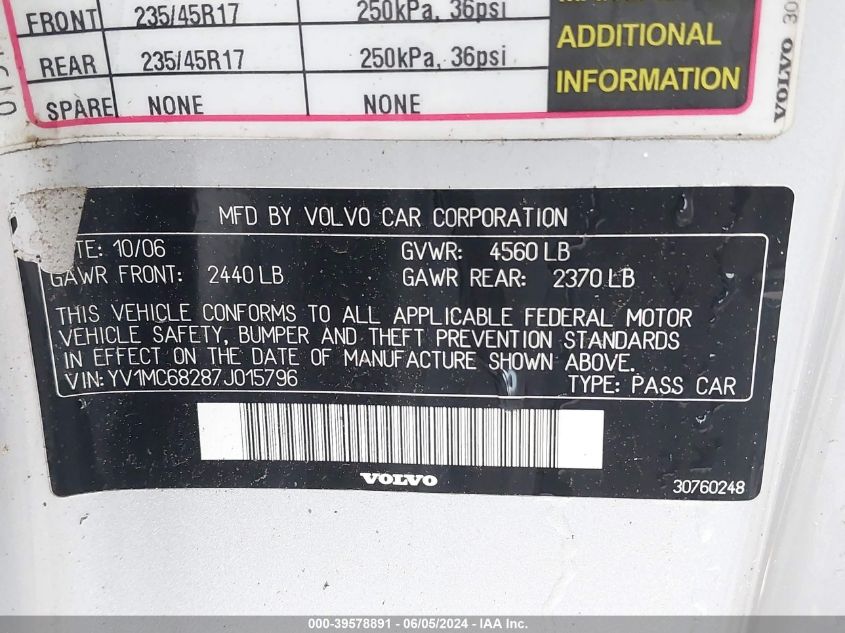 FRONT 235/45R17 250kPa, 36psi
REAR 235/45R17 250kPa, 36psi
SPARE NONE NONE
ADDITIONAL
INFORMATION
VOLVO 30
MFD BY VOLVO CAR CORPORATION
TE: 10/06 GVWR: 4560 LB
GAWR FRONT: 2440 LB GAWR REAR: 2370 LB
THIS VEHICLE CONFORMS TO ALL APPLICABLE FEDERAL MOTOR
VEHICLE SAFETY, BUMPER AND THEFT PREVENTION STANDARDS
IN EFFECT ON THE DATE OF MANUFACTURE SHOWN ABOVE.
VIN: YV1MC68287J015796 TYPE: PASS CAR
VOLVO
30760248
000-39578891 - 06/05/2024 - IAA Inc.